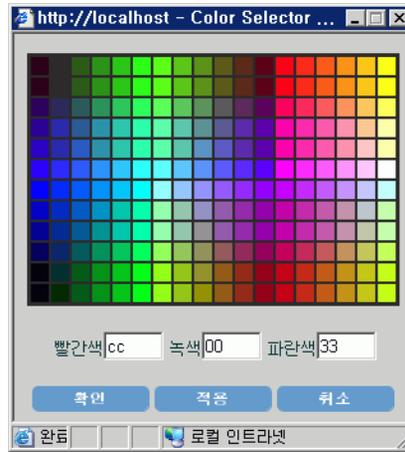 http://localhost - Color Selector ...
빨간색 cc 녹색 00 파란색 33
확인 적용 취소
완료 로컬 인트라넷